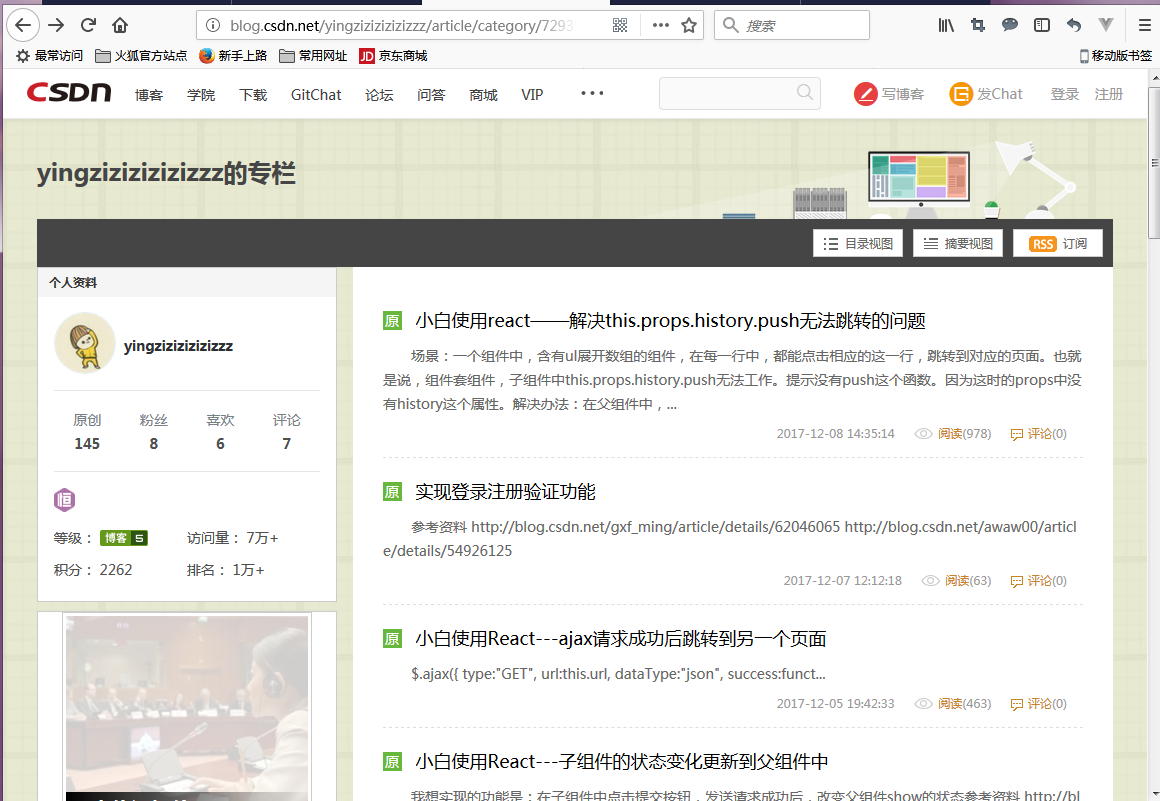 blog.csdn.net/yingzizizizizizzz/article/category/7293
搜索
最常访问 火狐官方站点 新手上路 常用网址 JD 京东商城 移动版书签
CSDN 博客 学院 下载 GitChat 论坛 问答 商城 VIP ••• 写博客 发Chat 登录 注册
yingzizizizizizzz的专栏
目录视图 摘要视图 RSS 订阅
个人资料
yingzizizizizizzz
原创 粉丝 喜欢 评论
145 8 6 7
恒
等级： 博客 5 访问量： 7万+
积分： 2262 排名： 1万+
原 小白使用react——解决this.props.history.push无法跳转的问题
场景：一个组件中，含有ul展开数组的组件，在每一行中，都能点击相应的这一行，跳转到对应的页面。也就
是说，组件套组件，子组件中this.props.history.push无法工作。提示没有push这个函数。因为这时的props中没
有history这个属性。解决办法：在父组件中，...
2017-12-08 14:35:14 阅读(978) 评论(0)
原 实现登录注册验证功能
参考资料 http://blog.csdn.net/gxf_ming/article/details/62046065 http://blog.csdn.net/awaw00/articl
e/details/54926125
2017-12-07 12:12:18 阅读(63) 评论(0)
原 小白使用React---ajax请求成功后跳转到另一个页面
$.ajax({ type:"GET", url:this.url, dataType:"json", success:funct...
2017-12-05 19:42:33 阅读(463) 评论(0)
原 小白使用React---子组件的状态变化更新到父组件中
我想实现的功能是：在子组件中点击提交按钮，发送请求成功后，改变父组件show的状态参考资料 http://bl